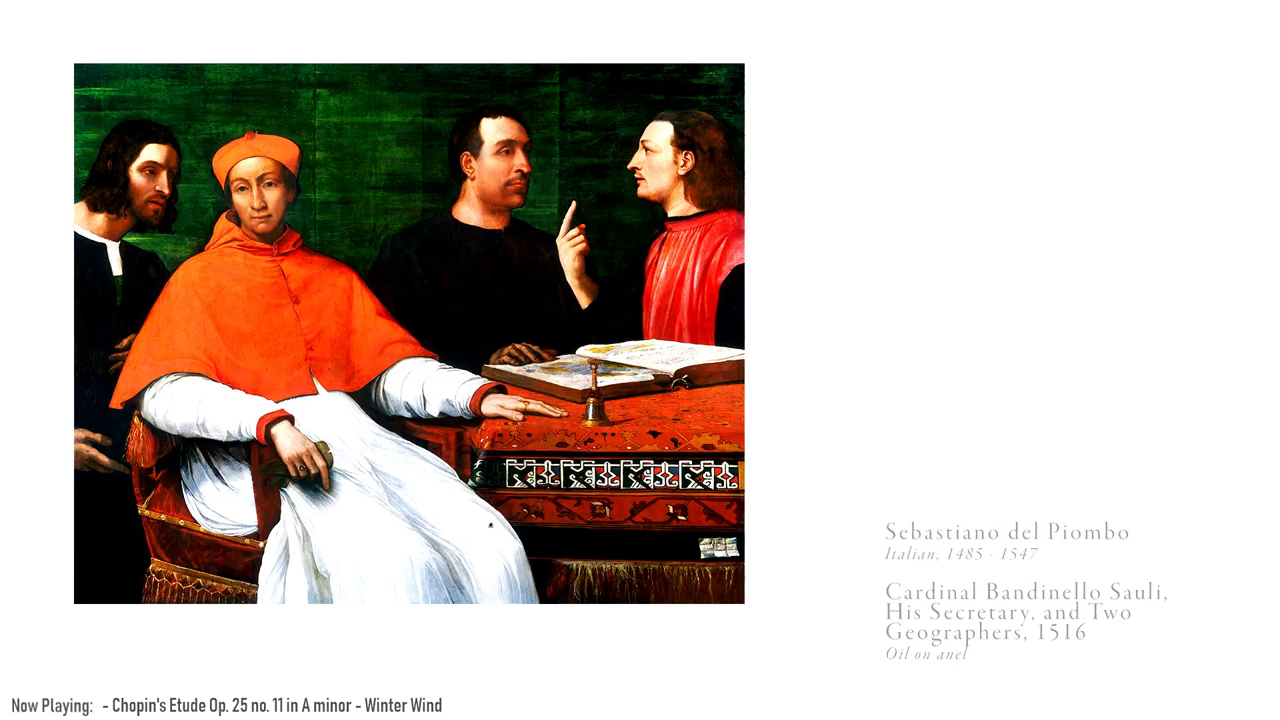 Sebastiano del Piombo
Italian, 1485 - 1547
Cardinal Bandinello Sauli,
His Secretary, and Two
Geographers, 1516
Oil on anel
Now Playing: - Chopin's Etude Op. 25 no. 11 in A minor - Winter Wind